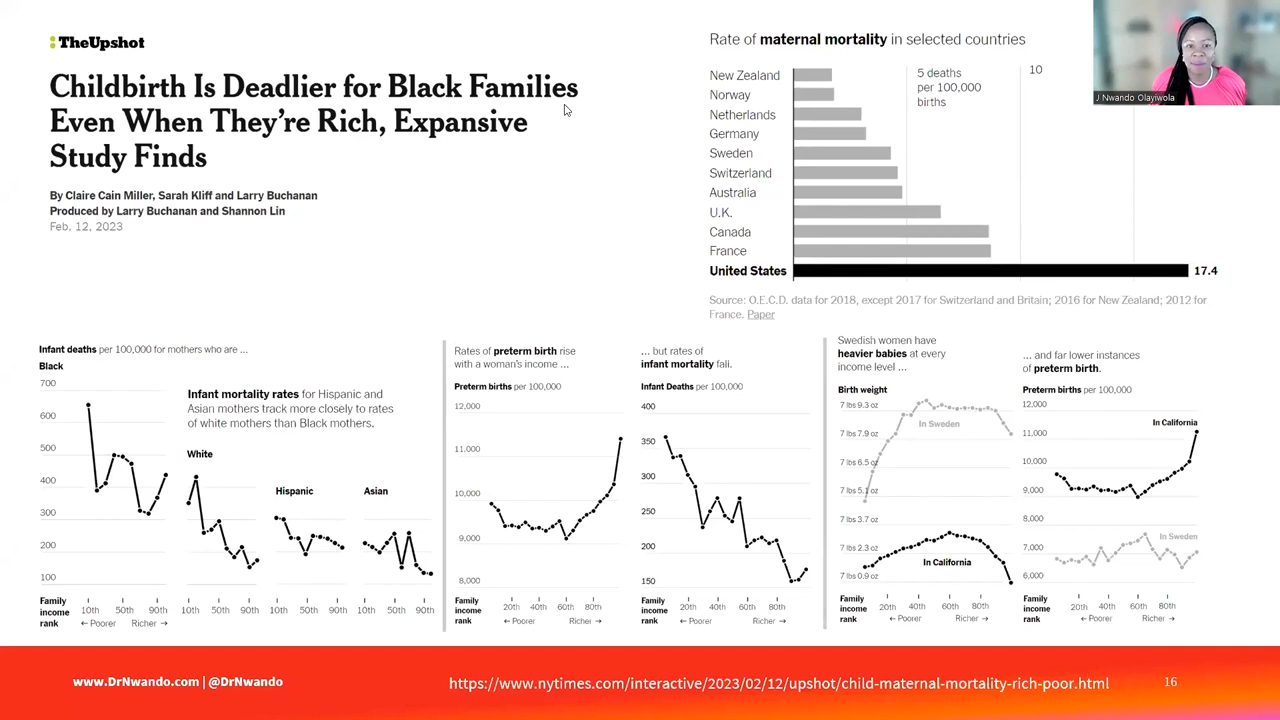 TheUpshot
Childbirth Is Deadlier for Black Families
Even When They're Rich, Expansive
Study Finds
By Claire Cain Miller, Sarah Kliff and Larry Buchanan
Produced by Larry Buchanan and Shannon Lin
Feb. 12, 2023
Rate of maternal mortality in selected countries
New Zealand
Norway
Netherlands
Germany
Sweden
Switzerland
Australia
U.K.
Canada
France
United States
5 deaths
per 100,000
births
10
17.4
Source: O.E.C.D. data for 2018, except 2017 for Switzerland and Britain; 2016 for New Zealand; 2012 for
France. Paper
J Nwando Olayiwola
Infant deaths per 100,000 for mothers who are ...
Black
700
600
500
400
300
200
100
Infant mortality rates for Hispanic and
Asian mothers track more closely to rates
of white mothers than Black mothers.
White
Hispanic
Asian
Family
income
rank
10th 50th 90th
← Poorer Richer →
10th 50th 90th
10th 50th 90th
10th 50th 90th
Rates of preterm birth rise
with a woman's income ...
Preterm births per 100,000
12,000
11,000
10,000
9,000
8,000
Family
income
rank
20th 40th 60th 80th
← Poorer Richer →
... but rates of
infant mortality fall.
Infant Deaths per 100,000
400
350
300
250
200
150
Family
income
rank
20th 40th 60th 80th
← Poorer Richer →
Swedish women have
heavier babies at every
income level ...
Birth weight
7 lbs 9.3 oz
7 lbs 7.9 oz
7 lbs 6.5 oz
7 lbs 5.1 oz
7 lbs 3.7 oz
7 lbs 2.3 oz
7 lbs 0.9 oz
In Sweden
In California
Family
income
rank
20th 60th 80th
← Poorer Richer →
... and far lower instances
of preterm birth.
Preterm births per 100,000
12,000
11,000
10,000
9,000
8,000
7,000
6,000
In California
In Sweden
Family
income
rank
20th 40th 60th 80th
← Poorer Richer →
www.DrNwando.com | @DrNwando
https://www.nytimes.com/interactive/2023/02/12/upshot/child-maternal-mortality-rich-poor.html
16